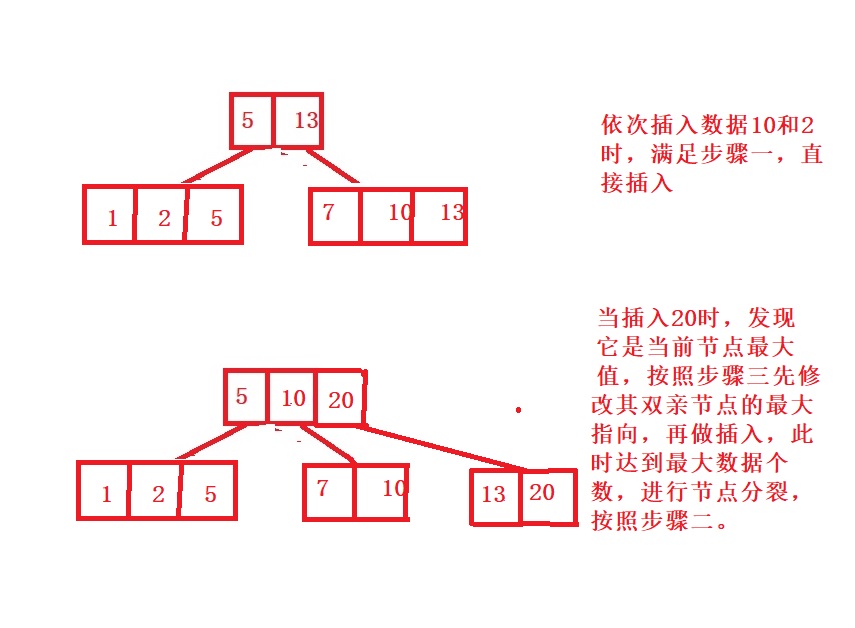 5 13
依次插入数据10和2
时，满足步骤一，直
接插入
1 2 5
7 10 13
当插入20时，发现
它是当前节点最大
值，按照步骤三先修
改其双亲节点的最大
指向，再做插入，此
时达到最大数据个
数，进行节点分裂，
按照步骤二。
5 10 20
1 2 5
7 10
13 20